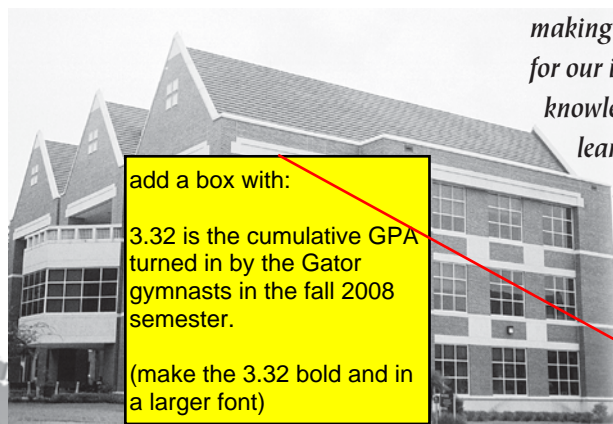 making
for our i
knowle
lear
add a box with:
3.32 is the cumulative GPA
turned in by the Gator
gymnasts in the fall 2008
semester.
(make the 3.32 bold and in
a larger font)